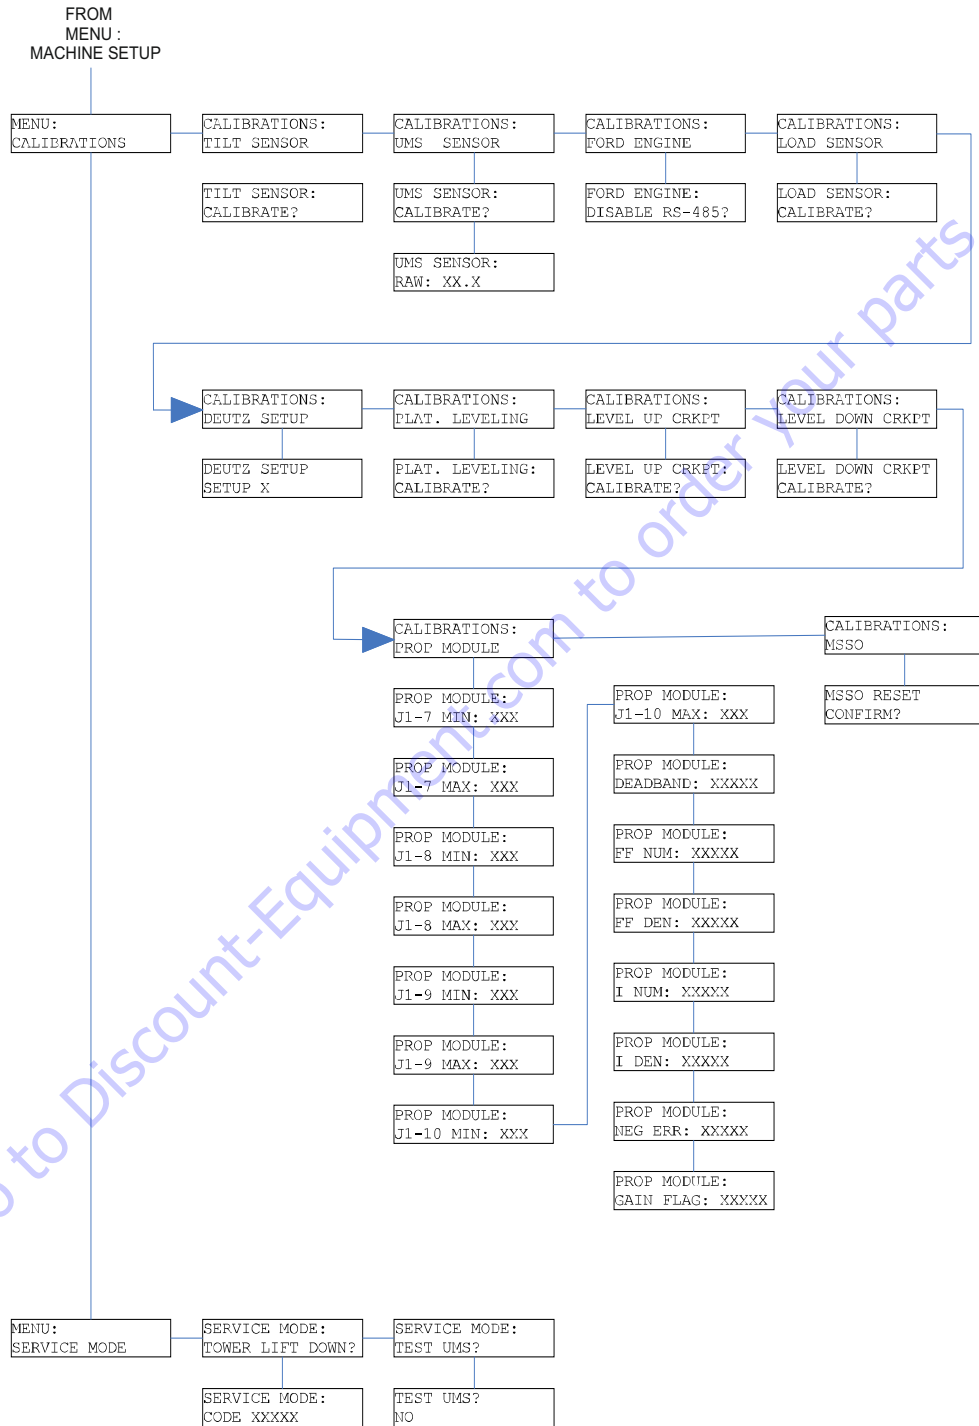 FROM
MENU :
MACHINE SETUP
MENU:
CALIBRATIONS
CALIBRATIONS:
TILT SENSOR
CALIBRATIONS:
UMS SENSOR
CALIBRATIONS:
FORD ENGINE
CALIBRATIONS:
LOAD SENSOR
TILT SENSOR:
CALIBRATE?
UMS SENSOR:
CALIBRATE?
FORD ENGINE:
DISABLE RS-485?
LOAD SENSOR:
CALIBRATE?
UMS SENSOR:
RAW: XX.X
CALIBRATIONS:
DEUTZ SETUP
CALIBRATIONS:
PLAT. LEVELING
CALIBRATIONS:
LEVEL UP CRKPT
CALIBRATIONS:
LEVEL DOWN CRKPT
DEUTZ SETUP
SETUP X
PLAT. LEVELING:
CALIBRATE?
LEVEL UP CRKPT:
CALIBRATE?
LEVEL DOWN CRKPT
CALIBRATE?
CALIBRATIONS:
PROP MODULE
CALIBRATIONS:
MSSO
MSSO RESET
CONFIRM?
PROP MODULE:
J1-7 MIN: XXX
PROP MODULE:
J1-7 MAX: XXX
PROP MODULE:
J1-8 MIN: XXX
PROP MODULE:
J1-8 MAX: XXX
PROP MODULE:
J1-9 MIN: XXX
PROP MODULE:
J1-9 MAX: XXX
PROP MODULE:
J1-10 MIN: XXX
PROP MODULE:
J1-10 MAX: XXX
PROP MODULE:
DEADBAND: XXXXX
PROP MODULE:
FF NUM: XXXXX
PROP MODULE:
FF DEN: XXXXX
PROP MODULE:
I NUM: XXXXX
PROP MODULE:
I DEN: XXXXX
PROP MODULE:
NEG ERR: XXXXX
PROP MODULE:
GAIN FLAG: XXXXX
MENU:
SERVICE MODE
SERVICE MODE:
TOWER LIFT DOWN?
SERVICE MODE:
TEST UMS?
SERVICE MODE:
CODE XXXXX
TEST UMS?
NO
to Discount-Equipment.com to order your parts